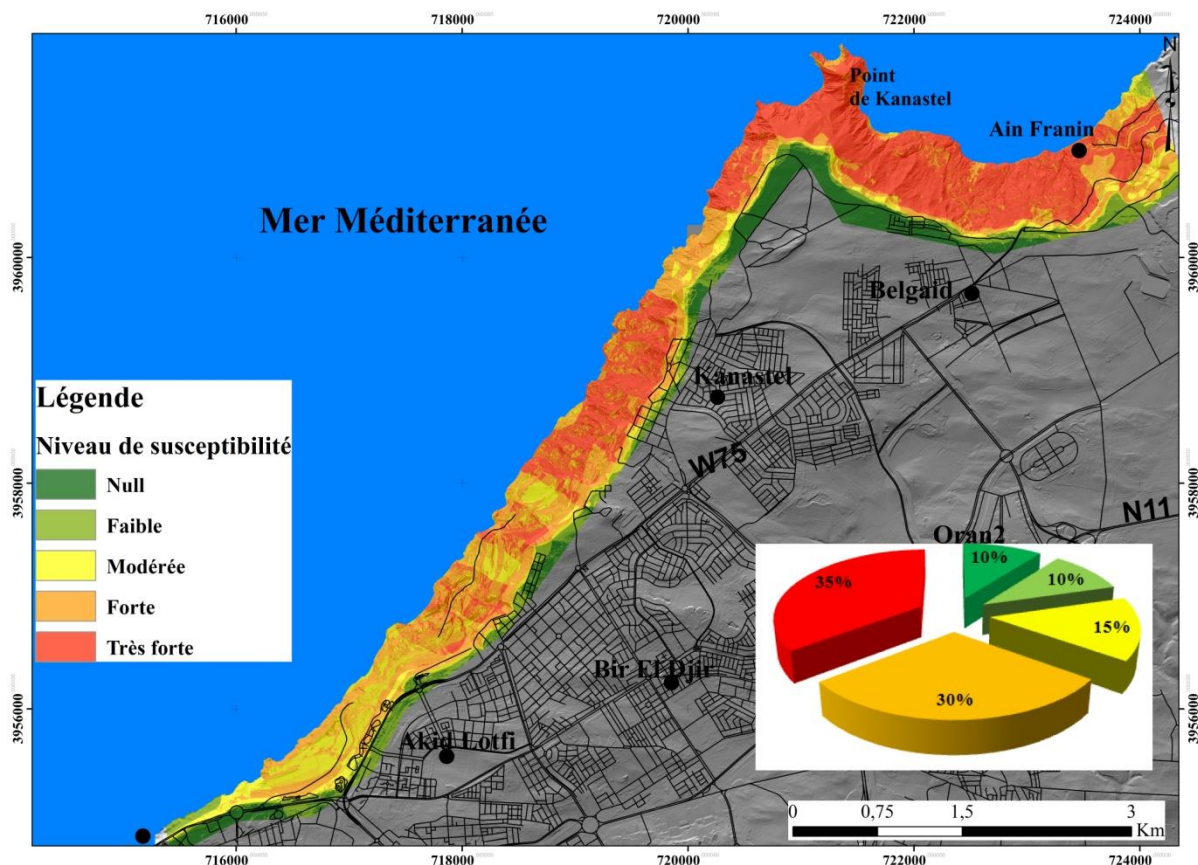 716000
718000
720000
722000
724000
N
Point
de Kanastel
Ain Franin
Mer Méditerranée
3960000
3960000
Belgaid
Kanastel
Légende
Niveau de susceptibilité
Null
Faible
Modérée
Forte
Très forte
W75
3958000
3958000
N11
Oran2
10%
10%
35%
15%
30%
Bir El Djir
3956000
3956000
Akid Lotfi
0
0,75
1,5
3
Km
716000
718000
720000
722000
724000